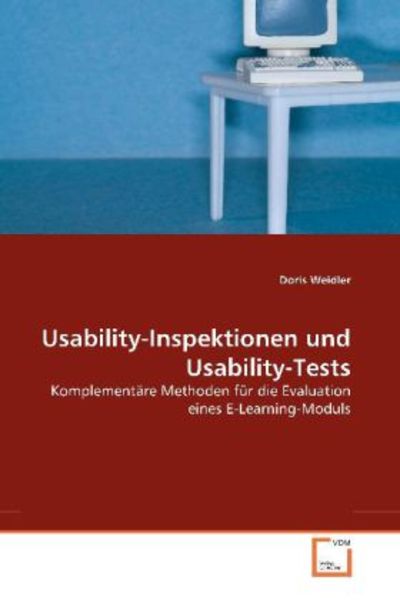 Doris Weidler
Usability-Inspektionen und
Usability-Tests
Komplementäre Methoden für die Evaluation
eines E-Learning-Moduls
VDM